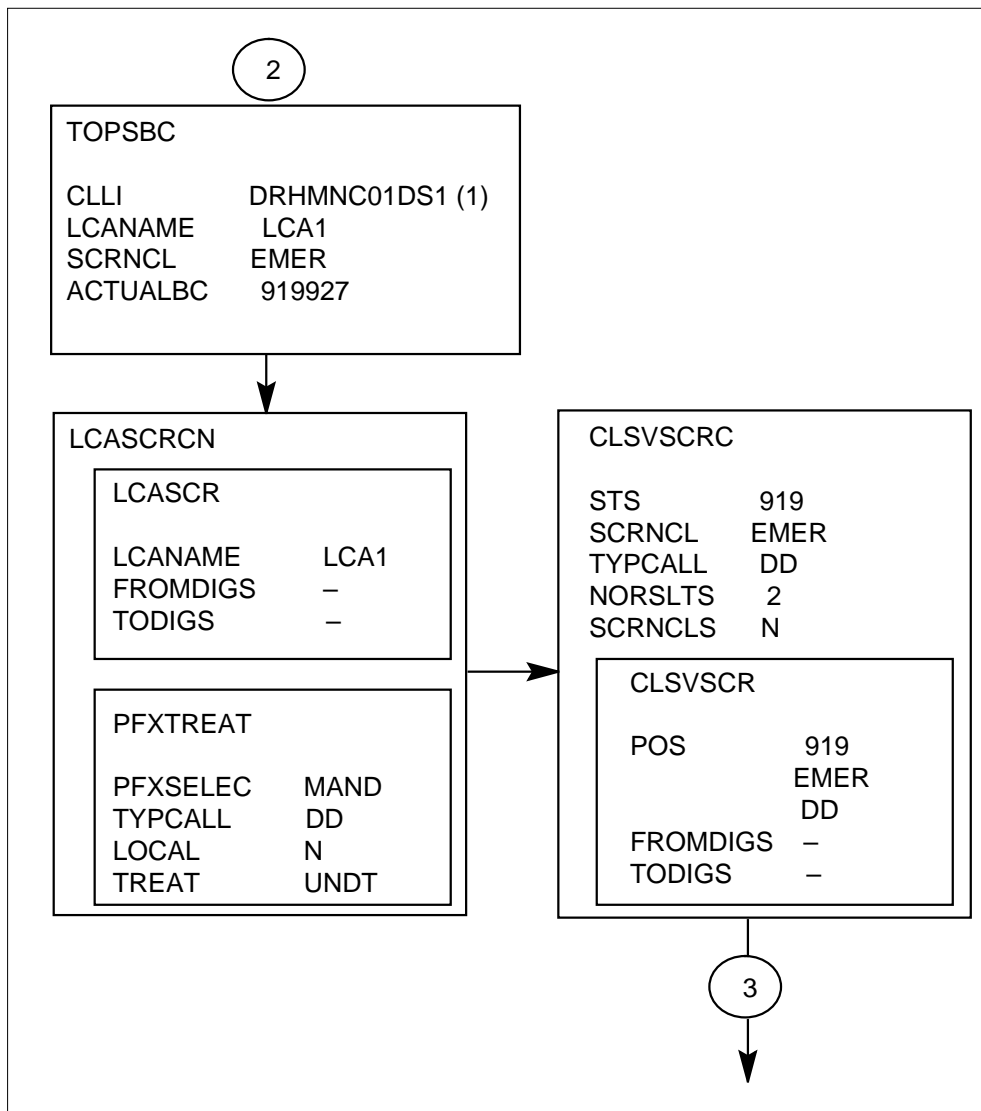 2
TOPSBC
CLLI DRHMNC01DS1 (1)
LCANAME LCA1
SCRNCL EMER
ACTUALBC 919927
LCASCRCN
LCASCR
LCANAME LCA1
FROMDIGS –
TODIGS –
PFXTREAT
PFXSELEC MAND
TYPCALL DD
LOCAL N
TREAT UNDT
CLSVSCRC
STS 919
SCRNCL EMER
TYPCALL DD
NORSLTS 2
SCRNCLS N
CLSVSCR
POS 919
EMER
DD
FROMDIGS –
TODIGS –
3